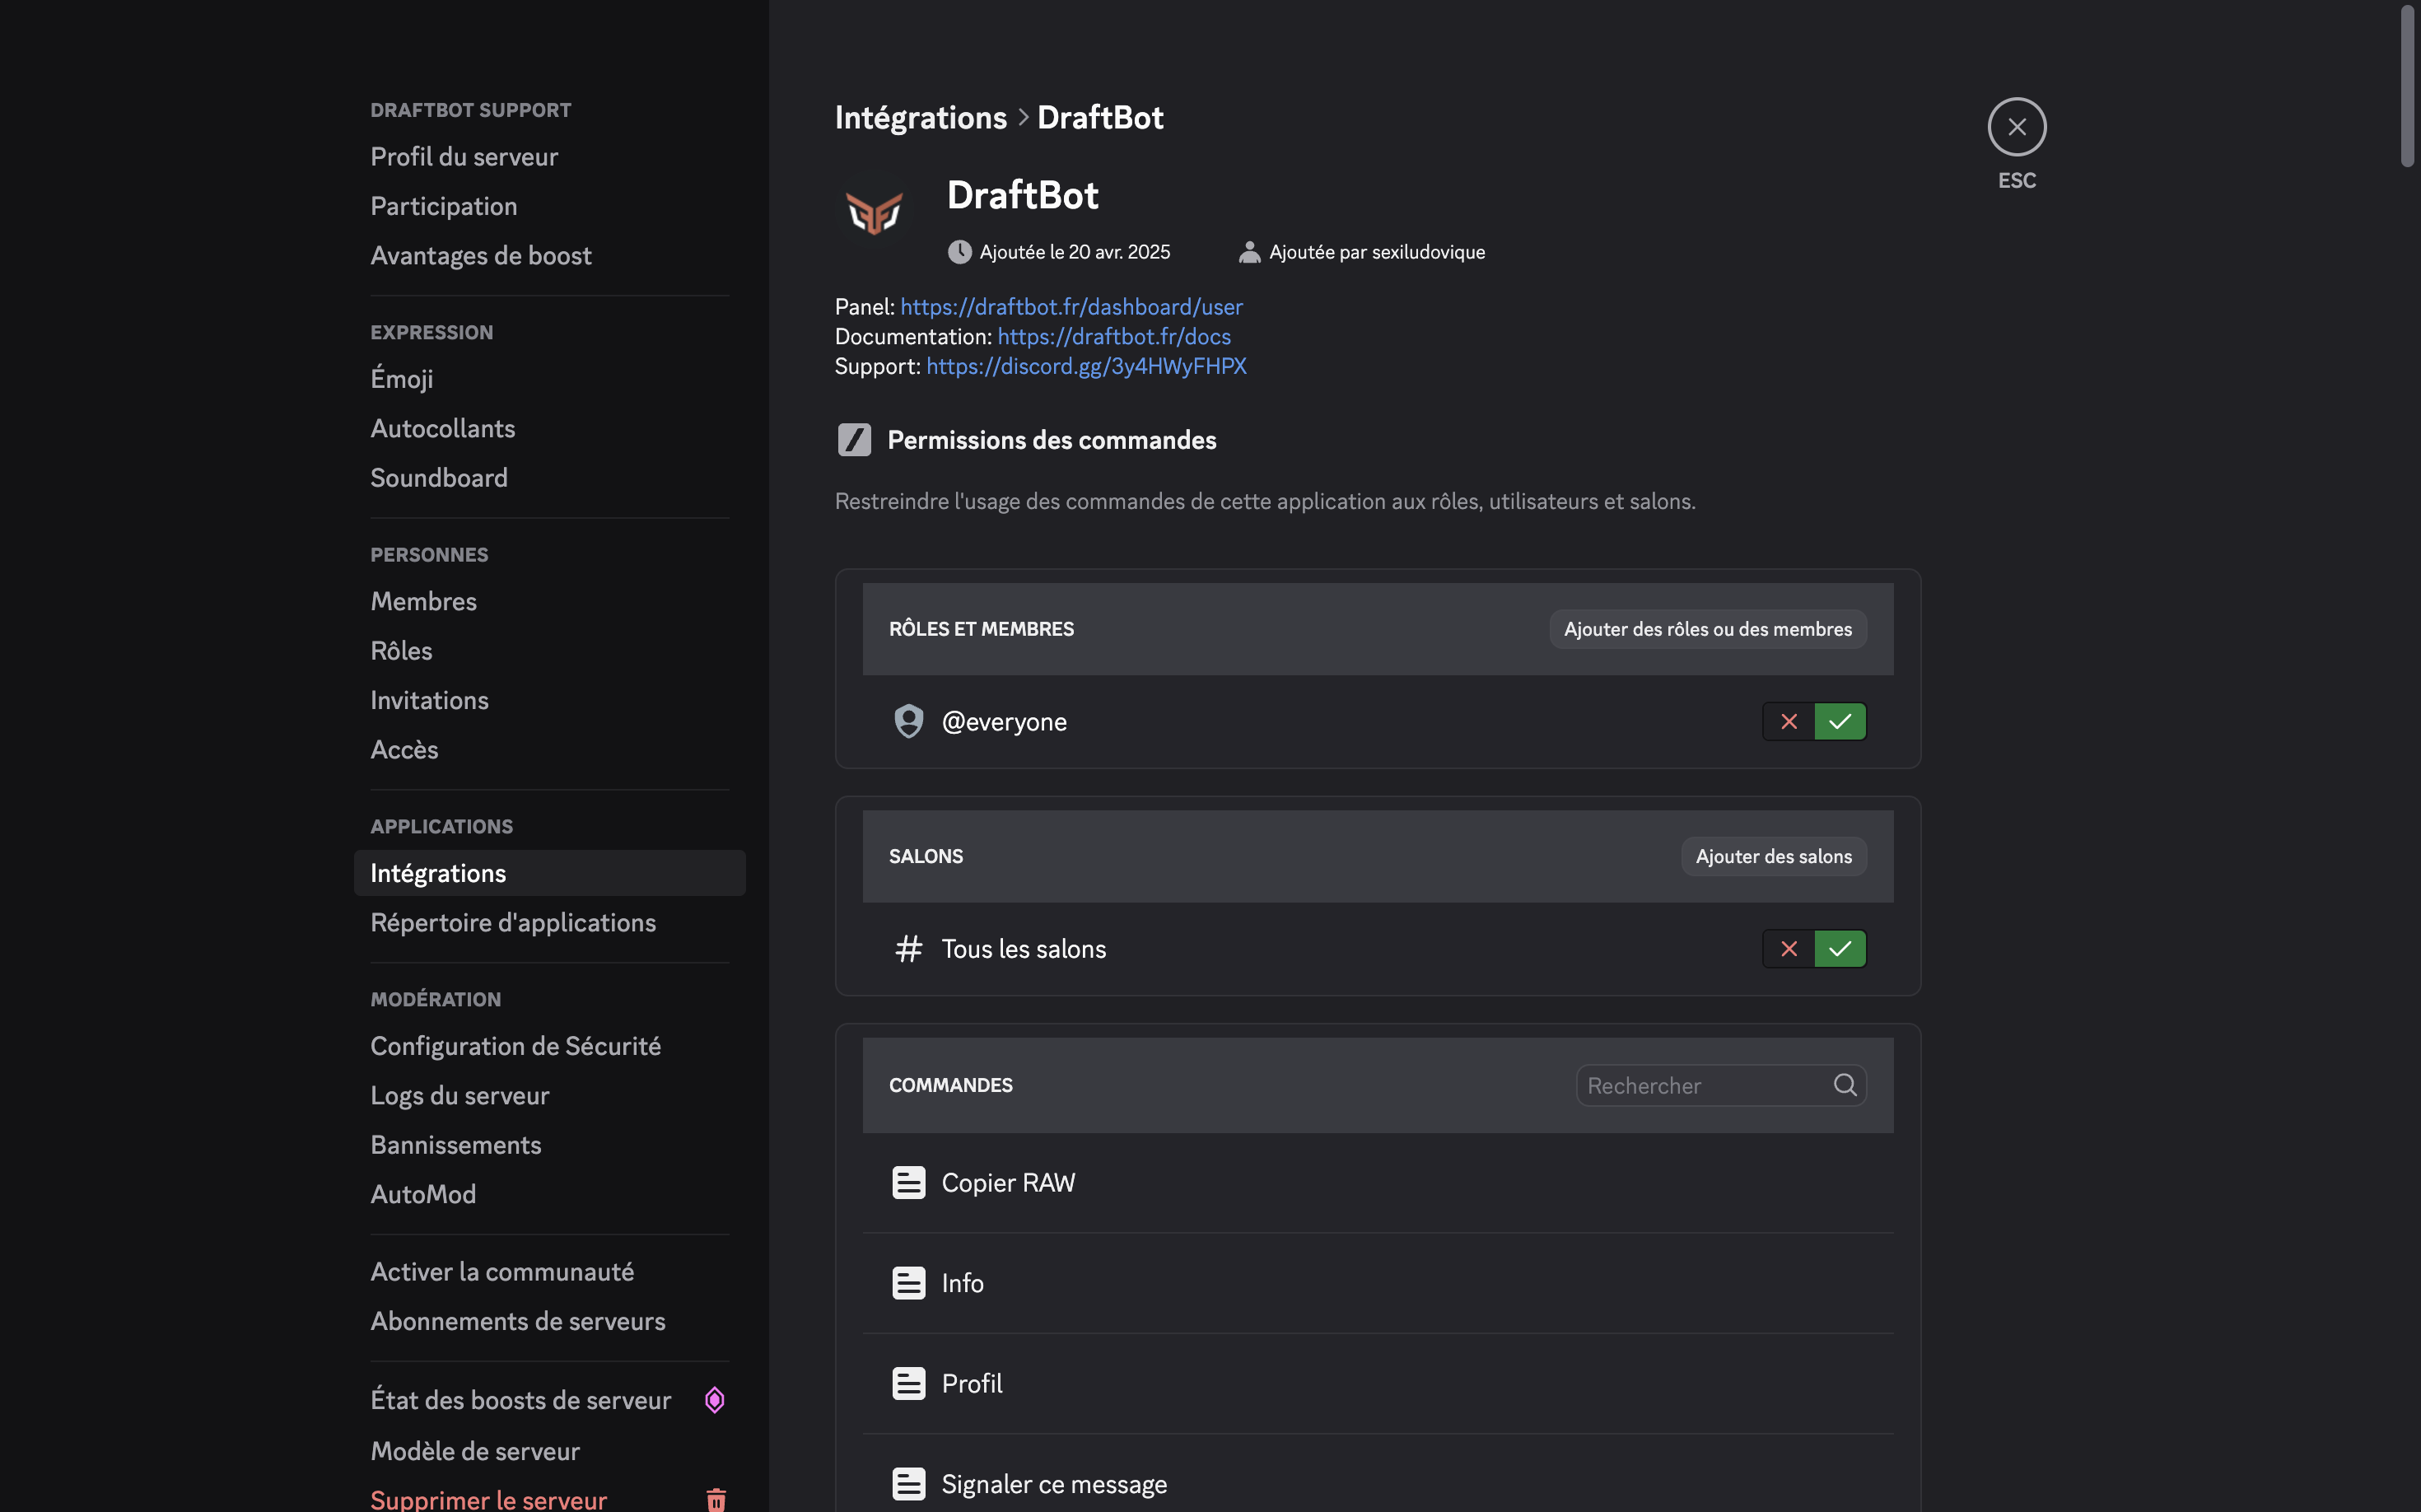 DRAFTBOT SUPPORT
Profil du serveur
Participation
Avantages de boost
EXPRESSION
Émoji
Autocollants
Soundboard
PERSONNES
Membres
Rôles
Invitations
Accès
APPLICATIONS
Intégrations
Répertoire d'applications
MODÉRATION
Configuration de Sécurité
Logs du serveur
Bannissements
AutoMod
Activer la communauté
Abonnements de serveurs
État des boosts de serveur
Modèle de serveur
Supprimer le serveur
Intégrations > DraftBot
ESC
DraftBot
Ajoutée le 20 avr. 2025 Ajoutée par sexiludovique
Panel: https://draftbot.fr/dashboard/user
Documentation: https://draftbot.fr/docs
Support: https://discord.gg/3y4HWyFHPX
Permissions des commandes
Restreindre l'usage des commandes de cette application aux rôles, utilisateurs et salons.
RÔLES ET MEMBRES Ajouter des rôles ou des membres
@everyone
SALONS Ajouter des salons
Tous les salons
COMMANDES Rechercher
Copier RAW
Info
Profil
Signaler ce message